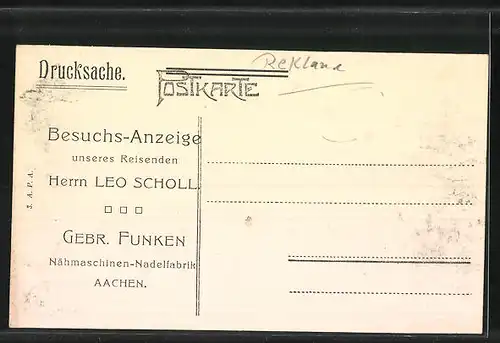 Drucksache.
Reklame
POSTKARTE
Besuchs-Anzeige
unseres Reisenden
Herrn LEO SCHOLL.
GEBR. FUNKEN
Nähmaschinen-Nadelfabrik
AACHEN.
J. A. P. A.